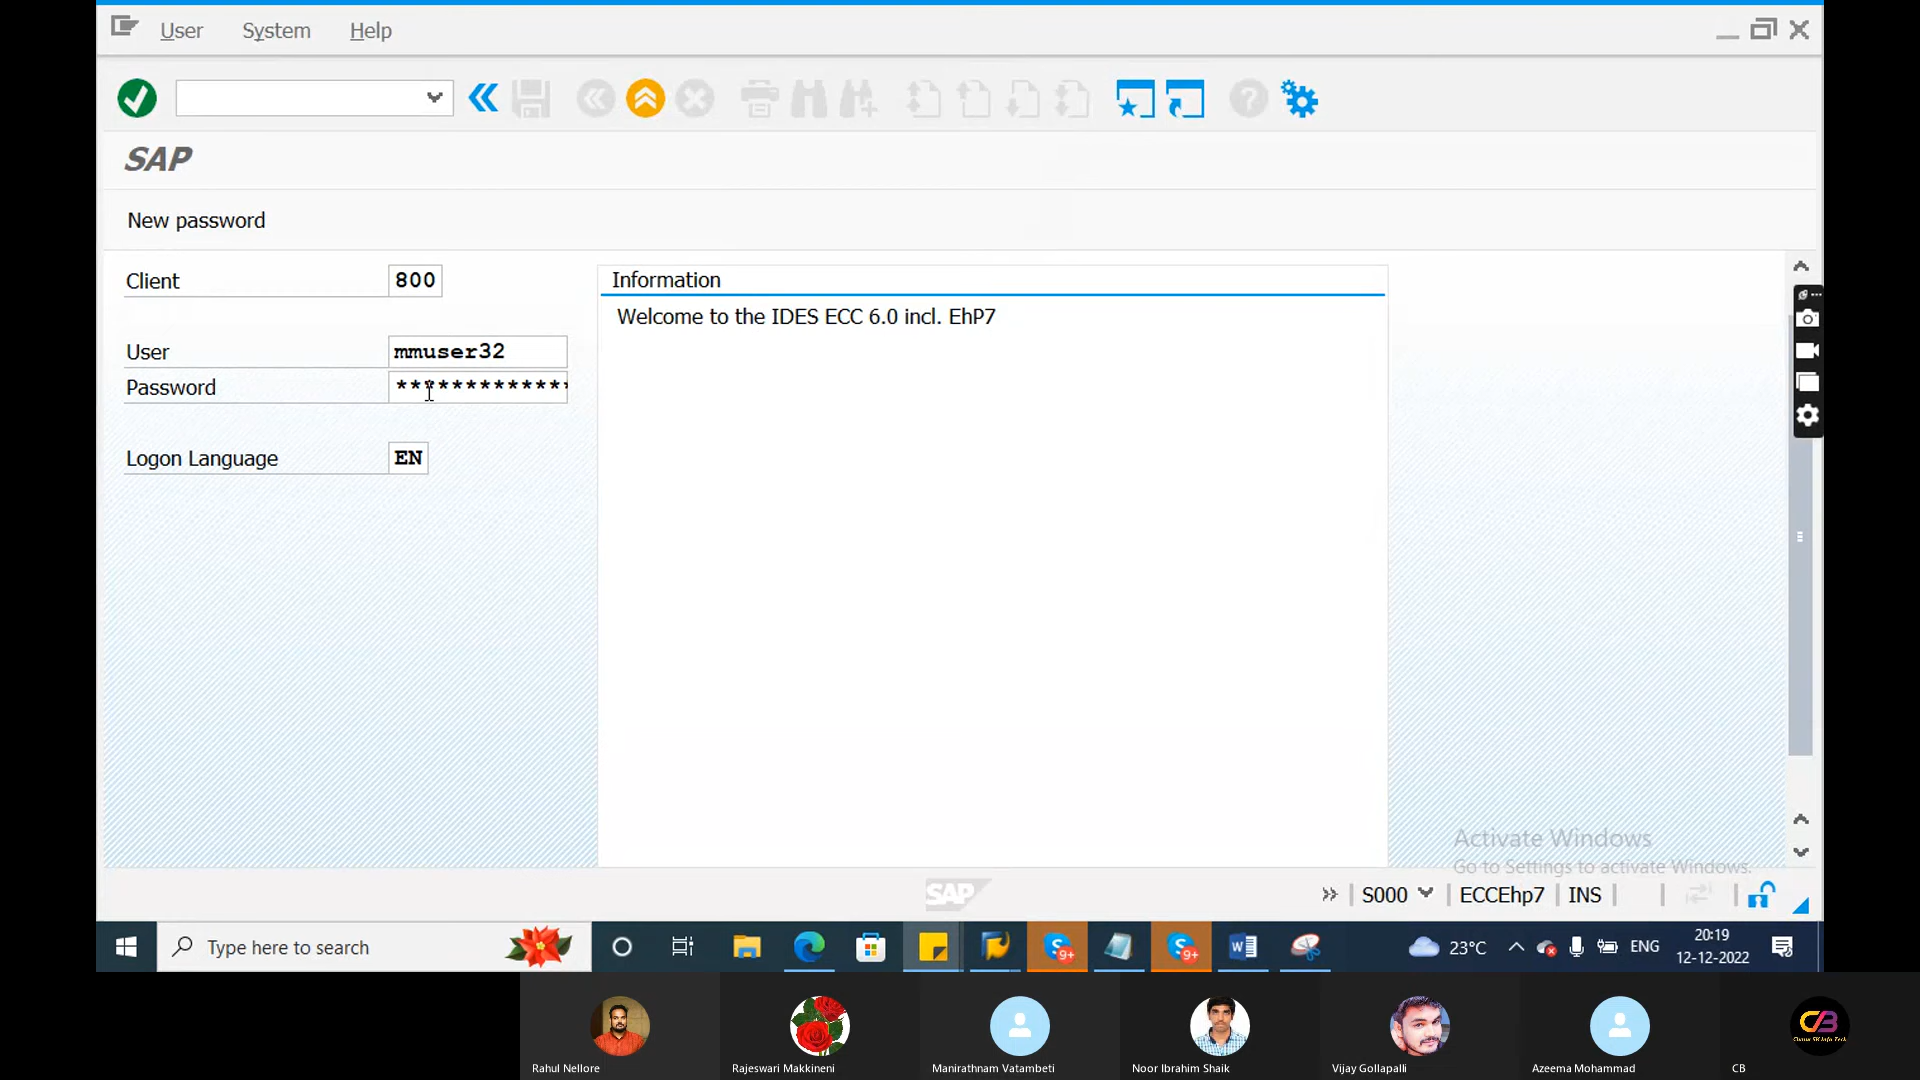 User System Help
SAP
New password
Client 800
User mmuser32
Password **************
Logon Language EN
Information
Welcome to the IDES ECC 6.0 incl. EhP7
Activate Windows
Go to Settings to activate Windows.
SAP
S000 ECCEhp7 INS
Type here to search
9+
9+
23°C
ENG
20:19
12-12-2022
Rahul Nellore
Rajeswari Makkineni
Manirathnam Vatambeti
Noor Ibrahim Shaik
Vijay Gollapalli
Azeema Mohammad
CB